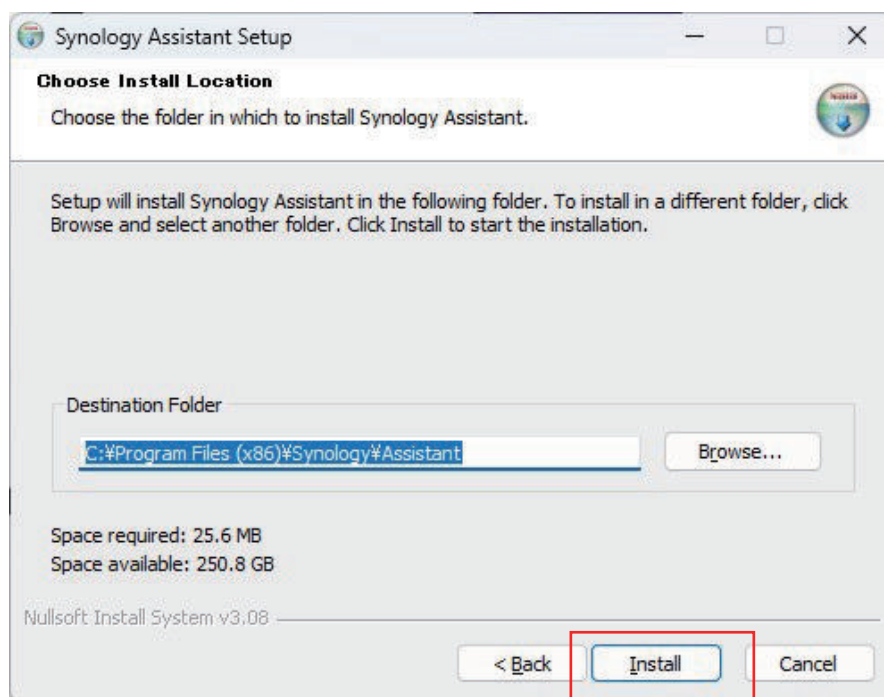 Synology Assistant Setup
Choose Install Location
Choose the folder in which to install Synology Assistant.
Setup will install Synology Assistant in the following folder. To install in a different folder, click
Browse and select another folder. Click Install to start the installation.
Destination Folder
C:¥Program Files (x86)¥Synology¥Assistant
Browse...
Space required: 25.6 MB
Space available: 250.8 GB
Nullsoft Install System v3.08
< Back Install Cancel